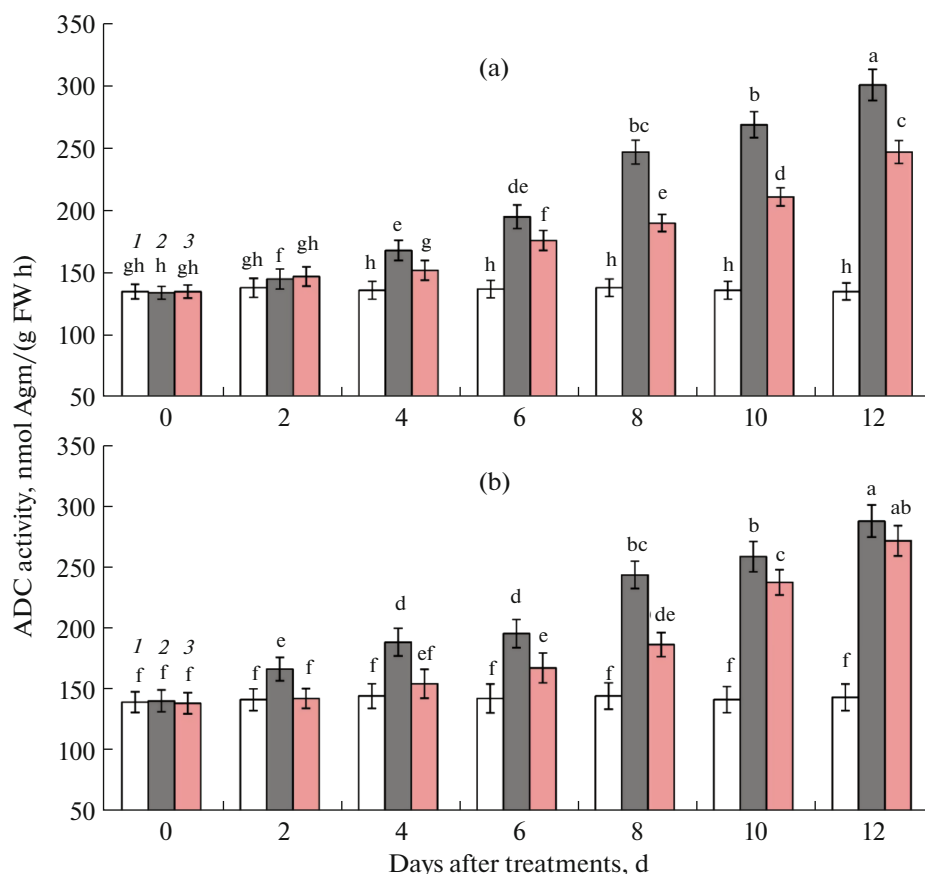 ADC activity, nmol Agm/(g FW h)
(a)
350
300
250
200
150
100
50
1 2 3
gh h gh
gh f gh
h e g
h de f
h bc e
h b d
h a c
0 2 4 6 8 10 12
(b)
350
300
250
200
150
100
50
1 2 3
f f f
f e f
f d ef
f d e
f bc de
f b c
f a ab
0 2 4 6 8 10 12
Days after treatments, d